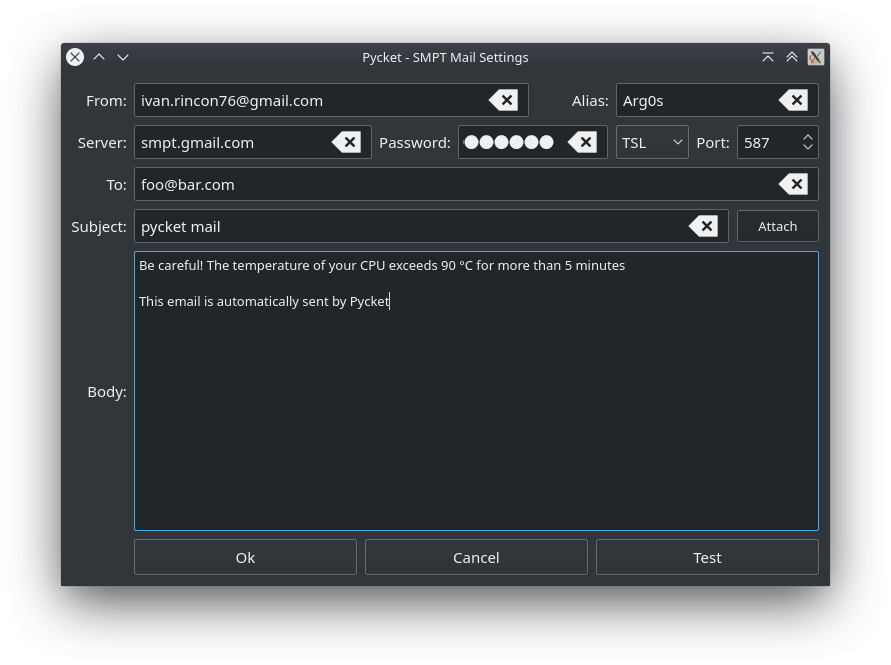 Pycket - SMPT Mail Settings
From: ivan.rincon76@gmail.com Alias: Arg0s
Server: smpt.gmail.com Password: ●●●●●● TSL Port: 587
To: foo@bar.com
Subject: pycket mail Attach
Be careful! The temperature of your CPU exceeds 90 °C for more than 5 minutes
This email is automatically sent by Pycket
Body:
Ok Cancel Test